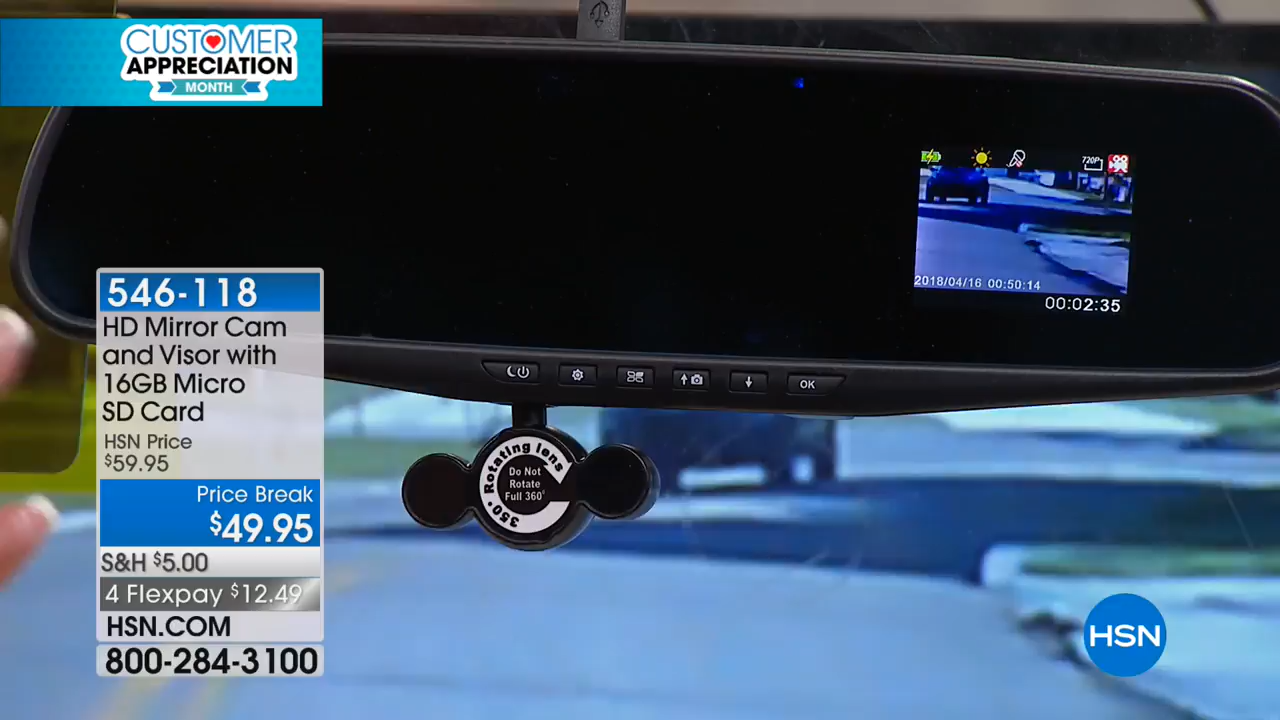 CUSTOMER
APPRECIATION
MONTH
720P
2018/04/16 00:50:14
00:02:35
546-118
HD Mirror Cam
and Visor with
16GB Micro
SD Card
HSN Price
$59.95
Price Break
$49.95
S&H $5.00
4 Flexpay $12.49
HSN.COM
800-284-3100
OK
350° Rotating lens
Do Not
Rotate
Full 360°
HSN